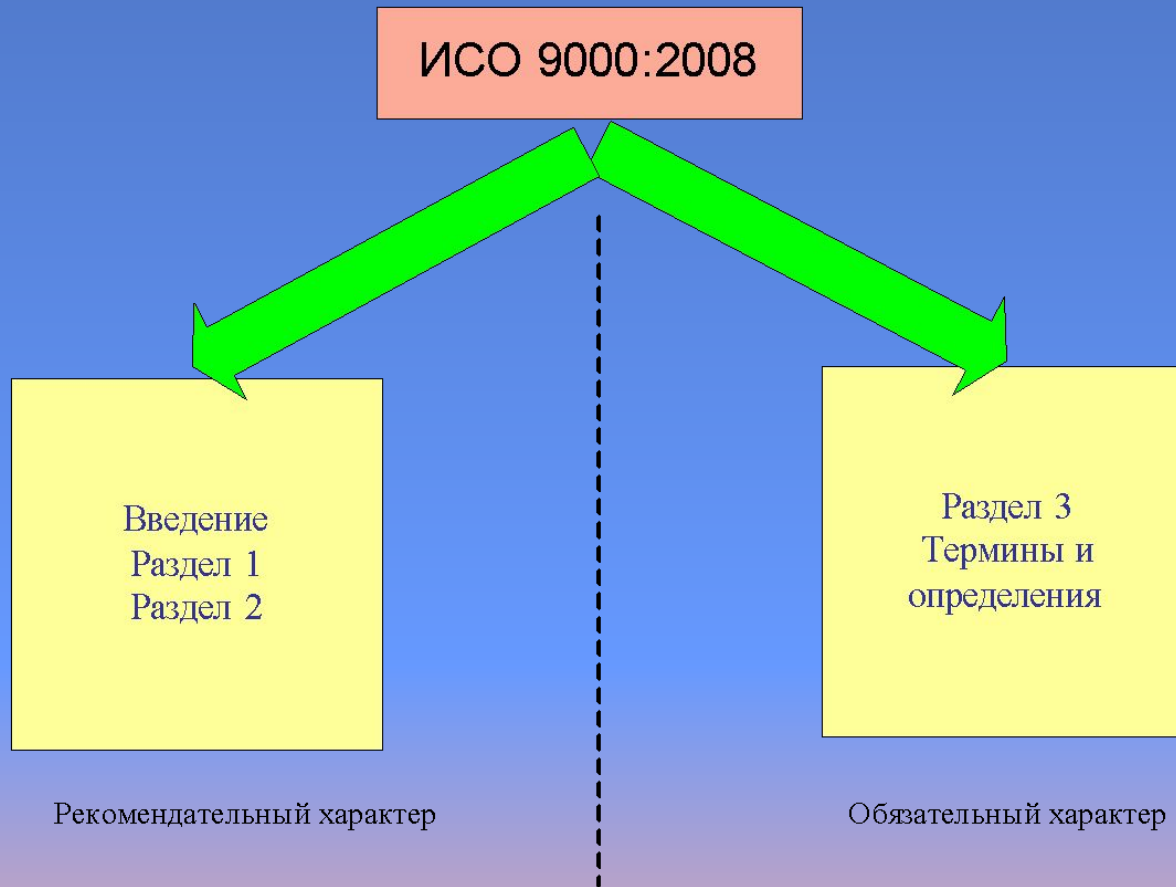 ИСО 9000:2008
Введение
Раздел 1
Раздел 2
Раздел 3
Термины и
определения
Рекомендательный характер
Обязательный характер